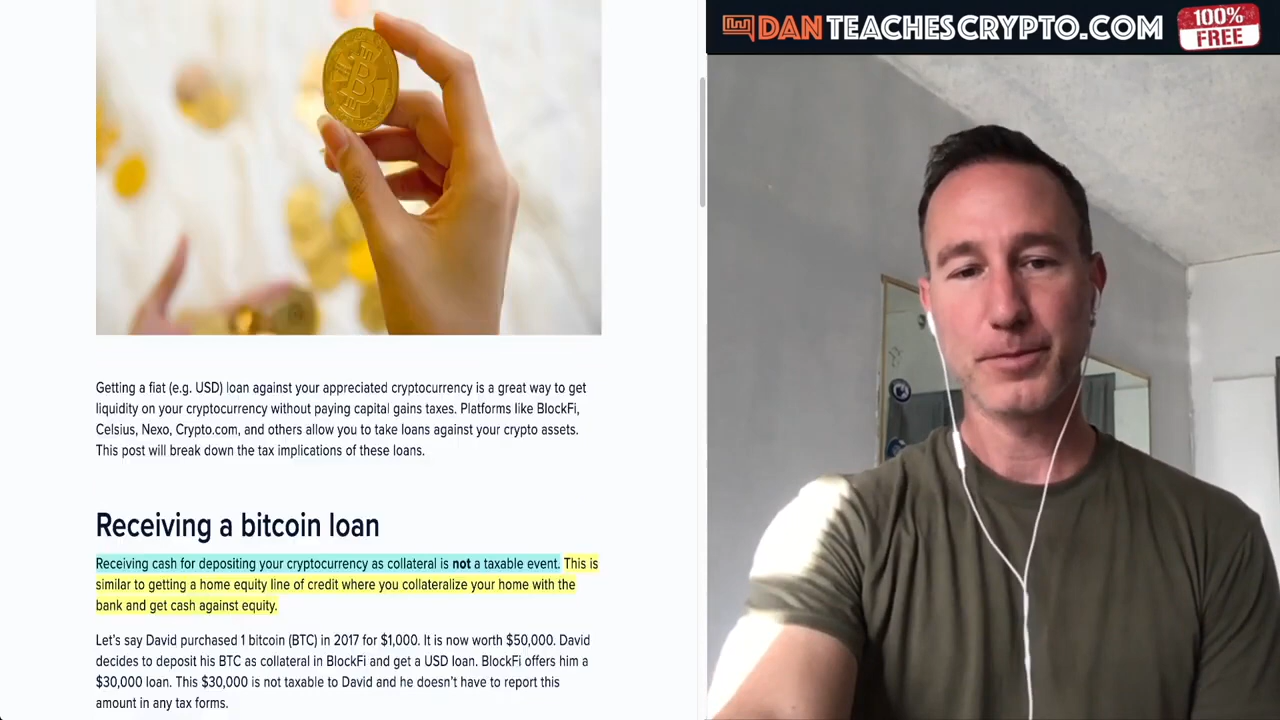 DANTEACHESCRYPTO.COM
100%
FREE
Getting a fiat (e.g. USD) loan against your appreciated cryptocurrency is a great way to get
liquidity on your cryptocurrency without paying capital gains taxes. Platforms like BlockFi,
Celsius, Nexo, Crypto.com, and others allow you to take loans against your crypto assets.
This post will break down the tax implications of these loans.
Receiving a bitcoin loan
Receiving cash for depositing your cryptocurrency as collateral is not a taxable event. This is
similar to getting a home equity line of credit where you collateralize your home with the
bank and get cash against equity.
Let's say David purchased 1 bitcoin (BTC) in 2017 for $1,000. It is now worth $50,000. David
decides to deposit his BTC as collateral in BlockFi and get a USD loan. BlockFi offers him a
$30,000 loan. This $30,000 is not taxable to David and he doesn't have to report this
amount in any tax forms.